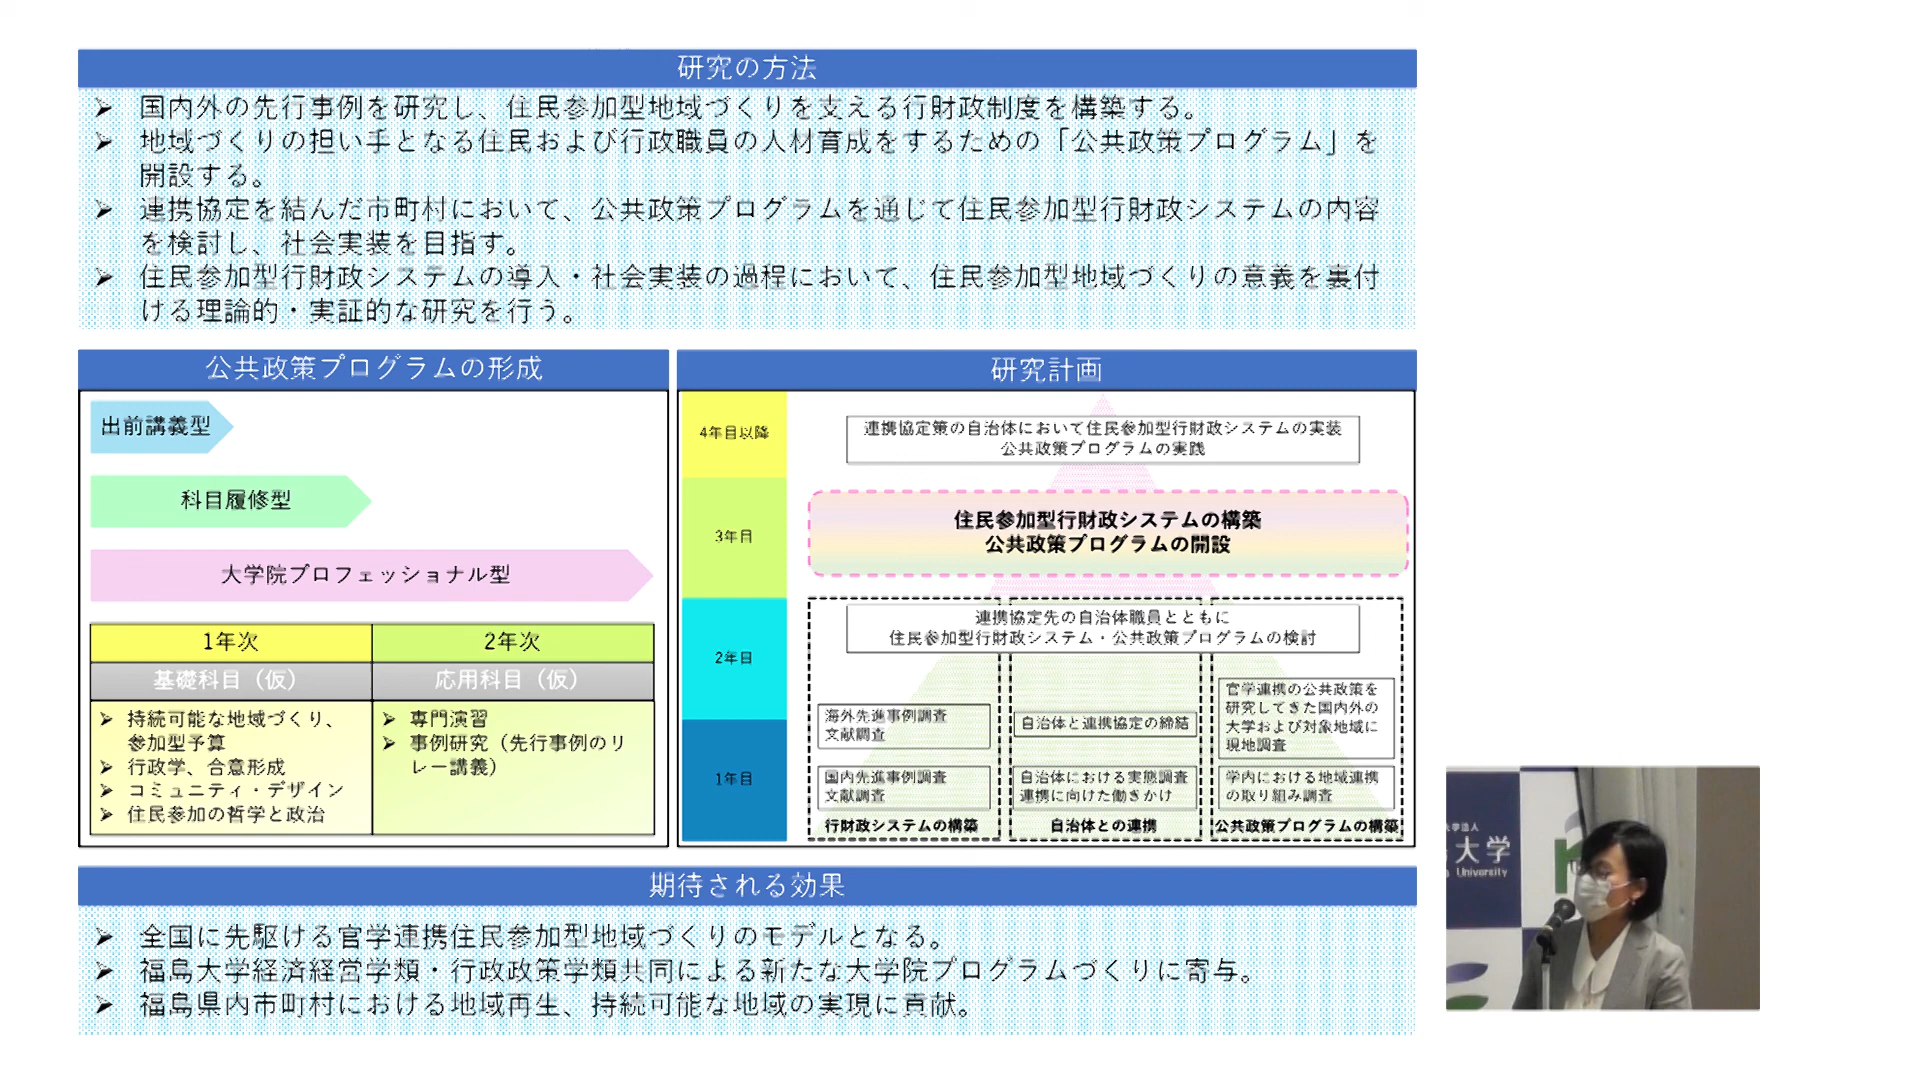 研究の方法
➢ 国内外の先行事例を研究し、住民参加型地域づくりを支える行財政制度を構築する。
➢ 地域づくりの担い手となる住民および行政職員の人材育成をするための「公共政策プログラム」を
開設する。
➢ 連携協定を結んだ市町村において、公共政策プログラムを通じて住民参加型行財政システムの内容
を検討し、社会実装を目指す。
➢ 住民参加型行財政システムの導入・社会実装の過程において、住民参加型地域づくりの意義を裏付
ける理論的・実証的な研究を行う。
公共政策プログラムの形成
出前講義型
科目履修型
大学院プロフェッショナル型
1年次
2年次
基礎科目（仮）
応用科目（仮）
➢ 持続可能な地域づくり、
参加型予算
➢ 行政学、合意形成
➢ コミュニティ・デザイン
➢ 住民参加の哲学と政治
➢ 専門演習
➢ 事例研究（先行事例のリ
レー講義）
研究計画
4年目以降
連携協定策の自治体において住民参加型行財政システムの実装
公共政策プログラムの実践
3年目
住民参加型行財政システムの構築
公共政策プログラムの開設
2年目
連携協定先の自治体職員とともに
住民参加型行財政システム・公共政策プログラムの検討
海外先進事例調査
文献調査
自治体と連携協定の締結
官学連携の公共政策を
研究してきた国内外の
大学および対象地域に
現地調査
1年目
国内先進事例調査
文献調査
自治体における実態調査
連携に向けた働きかけ
学内における地域連携
の取り組み調査
行財政システムの構築
自治体との連携
公共政策プログラムの構築
期待される効果
➢ 全国に先駆ける官学連携住民参加型地域づくりのモデルとなる。
➢ 福島大学経済経営学類・行政政策学類共同による新たな大学院プログラムづくりに寄与。
➢ 福島県内市町村における地域再生、持続可能な地域の実現に貢献。
大学
University